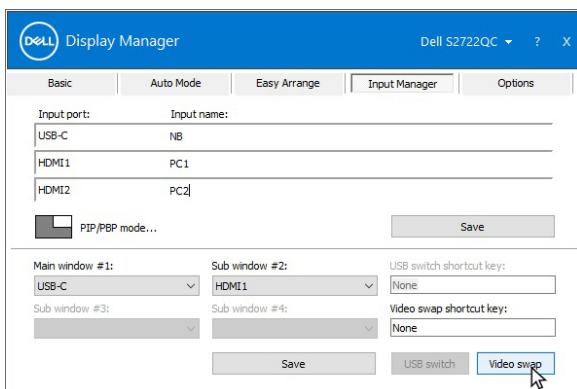 DELL Display Manager Dell S2722QC ? X
Basic Auto Mode Easy Arrange Input Manager Options
Input port: Input name:
USB-C NB
HDMI1 PC1
HDMI2 PC2
PIP/PBP mode... Save
Main window #1: Sub window #2: USB switch shortcut key:
USB-C HDMI1 None
Sub window #3: Sub window #4: Video swap shortcut key:
None
Save USB switch Video swap